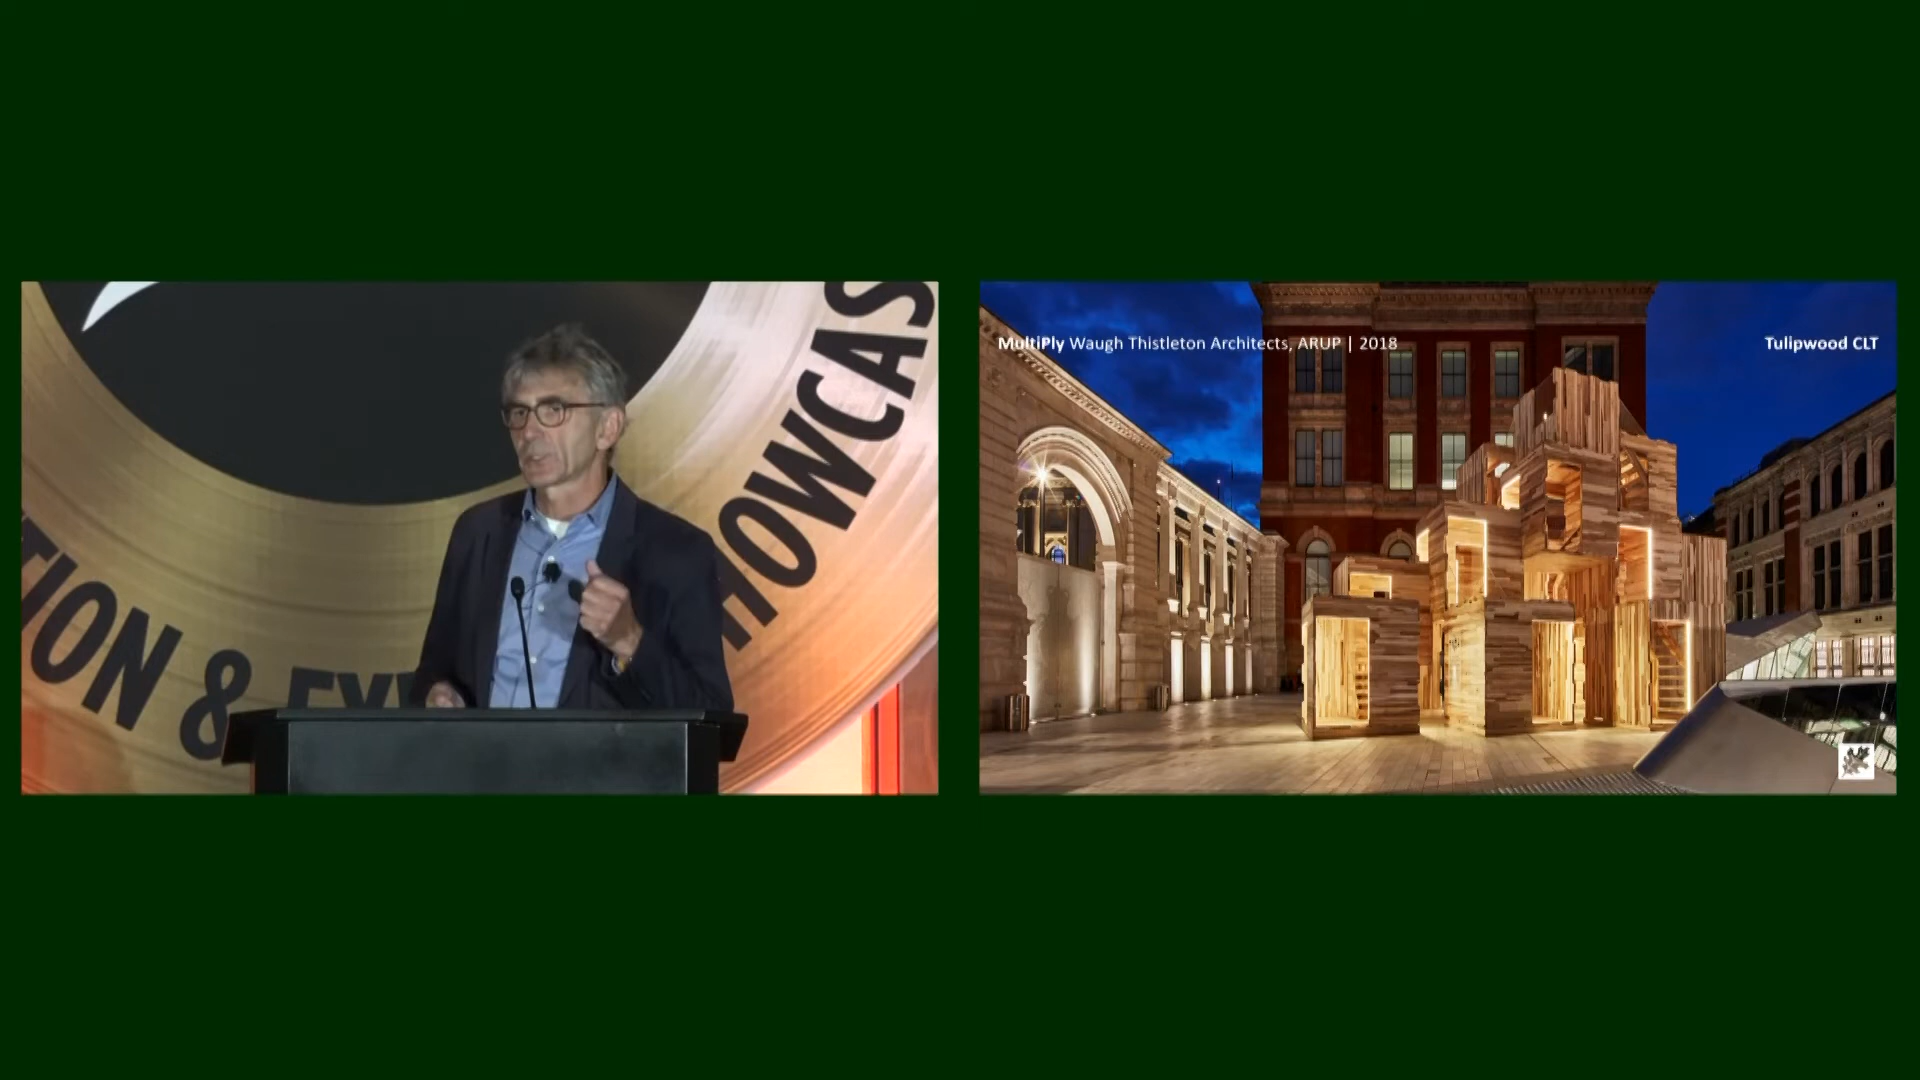 TION & EX
HOWCAS
MultiPly Waugh Thistleton Architects, ARUP | 2018
Tulipwood CLT